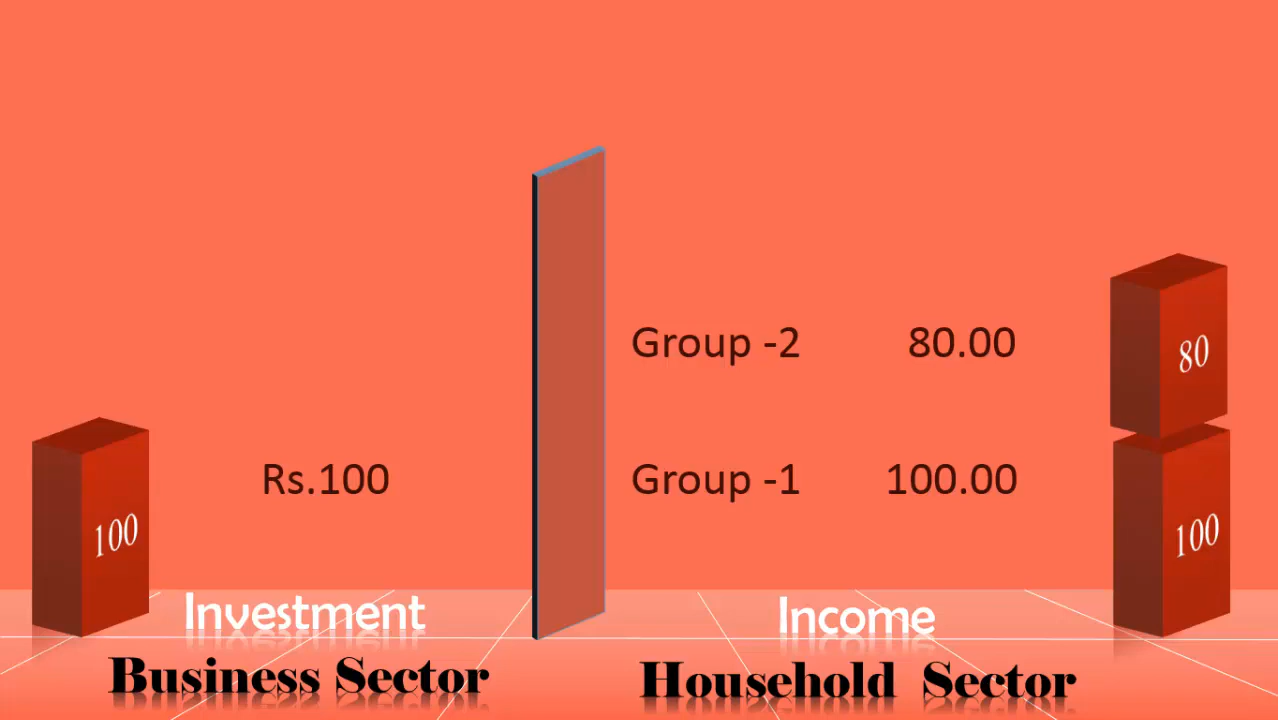 Group -2 80.00
80
Rs.100 Group -1 100.00
100 100
Investment Income
Business Sector Household Sector